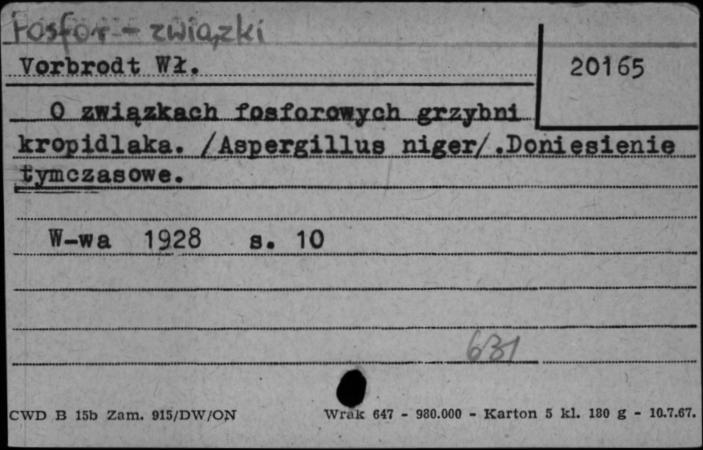 Fosfor - związki
Vorbrodt Wł.
20165
O związkach fosforowych grzybni
kropidlaka. /Aspergillus niger/.Doniesienie
tymczasowe.
W-wa 1928 s. 10
631
CWD B 15b Zam. 915/DW/ON
Wrak 647 - 980.000 - Karton 5 kl. 180 g - 10.7.67.